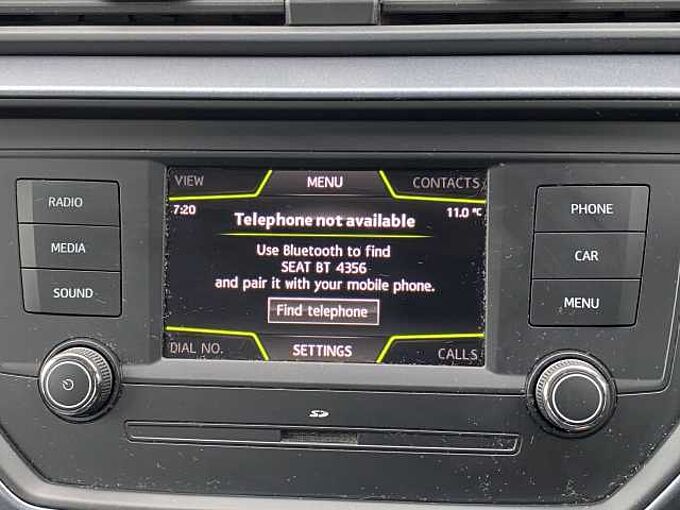 VIEW
MENU
CONTACTS
7:20
11.0 °C
Telephone not available
Use Bluetooth to find
SEAT BT 4356
and pair it with your mobile phone.
Find telephone
DIAL NO.
SETTINGS
CALLS
RADIO
MEDIA
SOUND
PHONE
CAR
MENU
SD